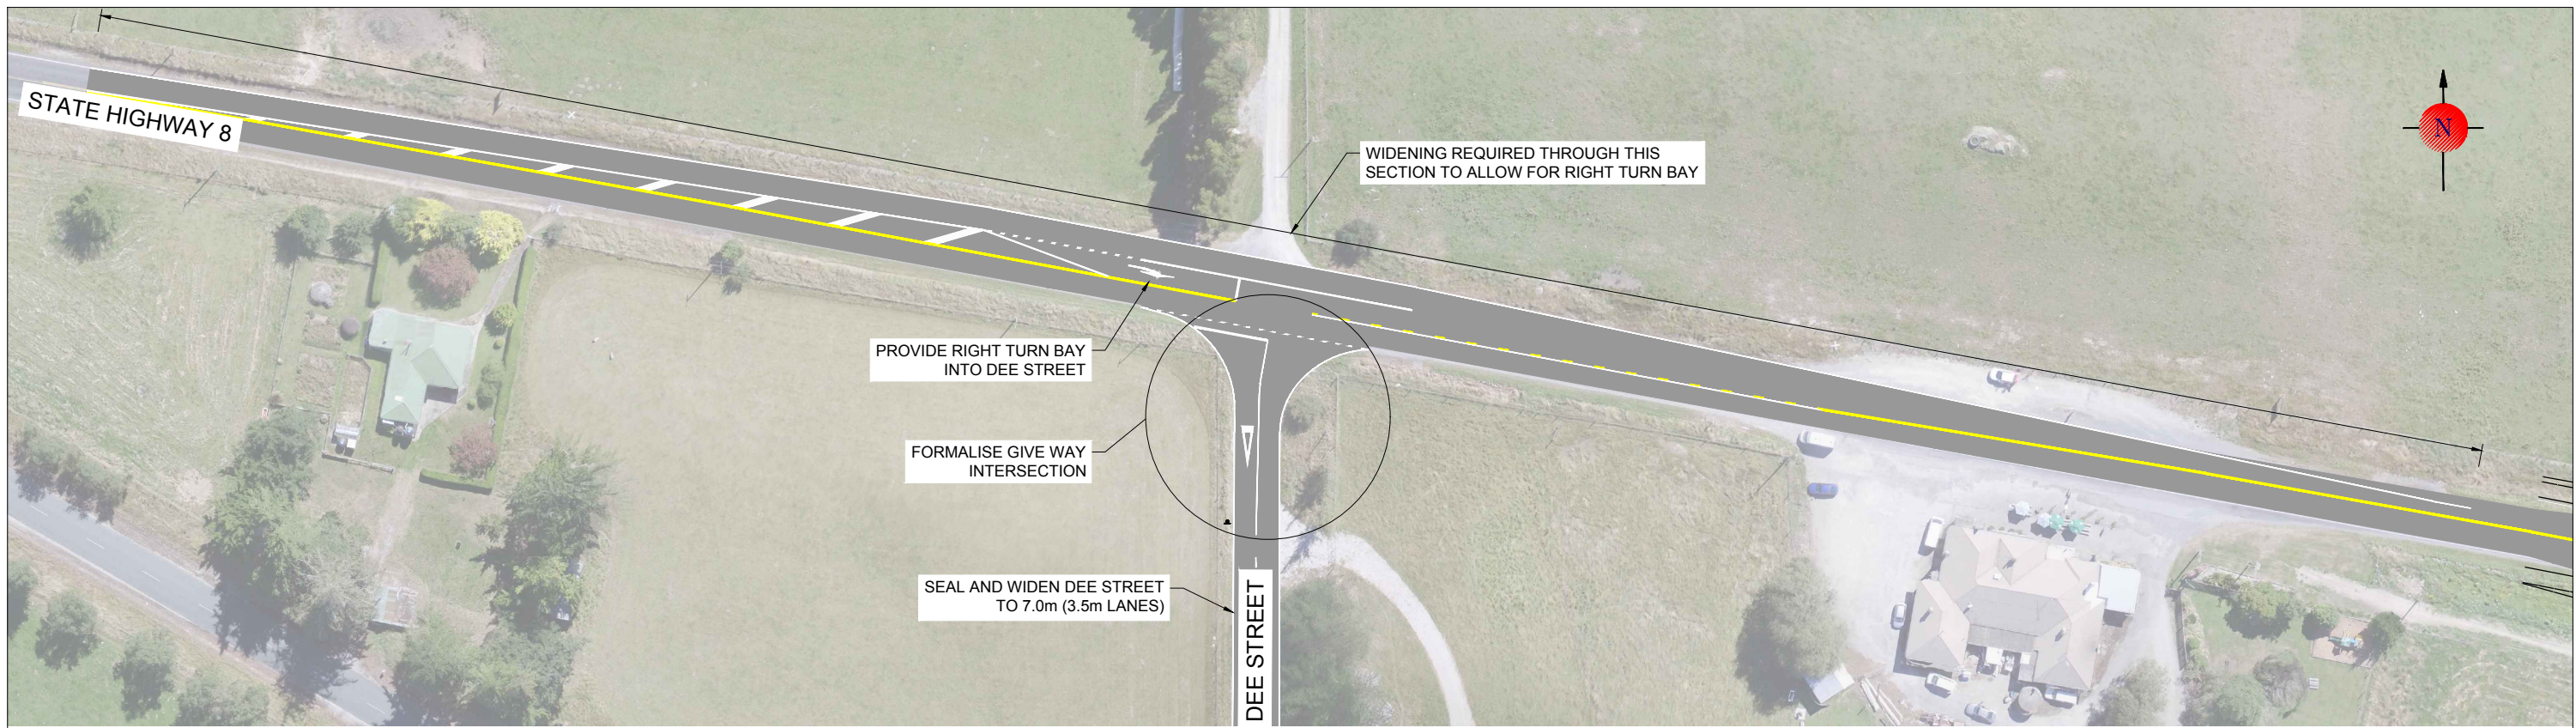 STATE HIGHWAY 8
WIDENING REQUIRED THROUGH THIS
SECTION TO ALLOW FOR RIGHT TURN BAY
N
PROVIDE RIGHT TURN BAY
INTO DEE STREET
FORMALISE GIVE WAY
INTERSECTION
SEAL AND WIDEN DEE STREET
TO 7.0m (3.5m LANES)
DEE STREET